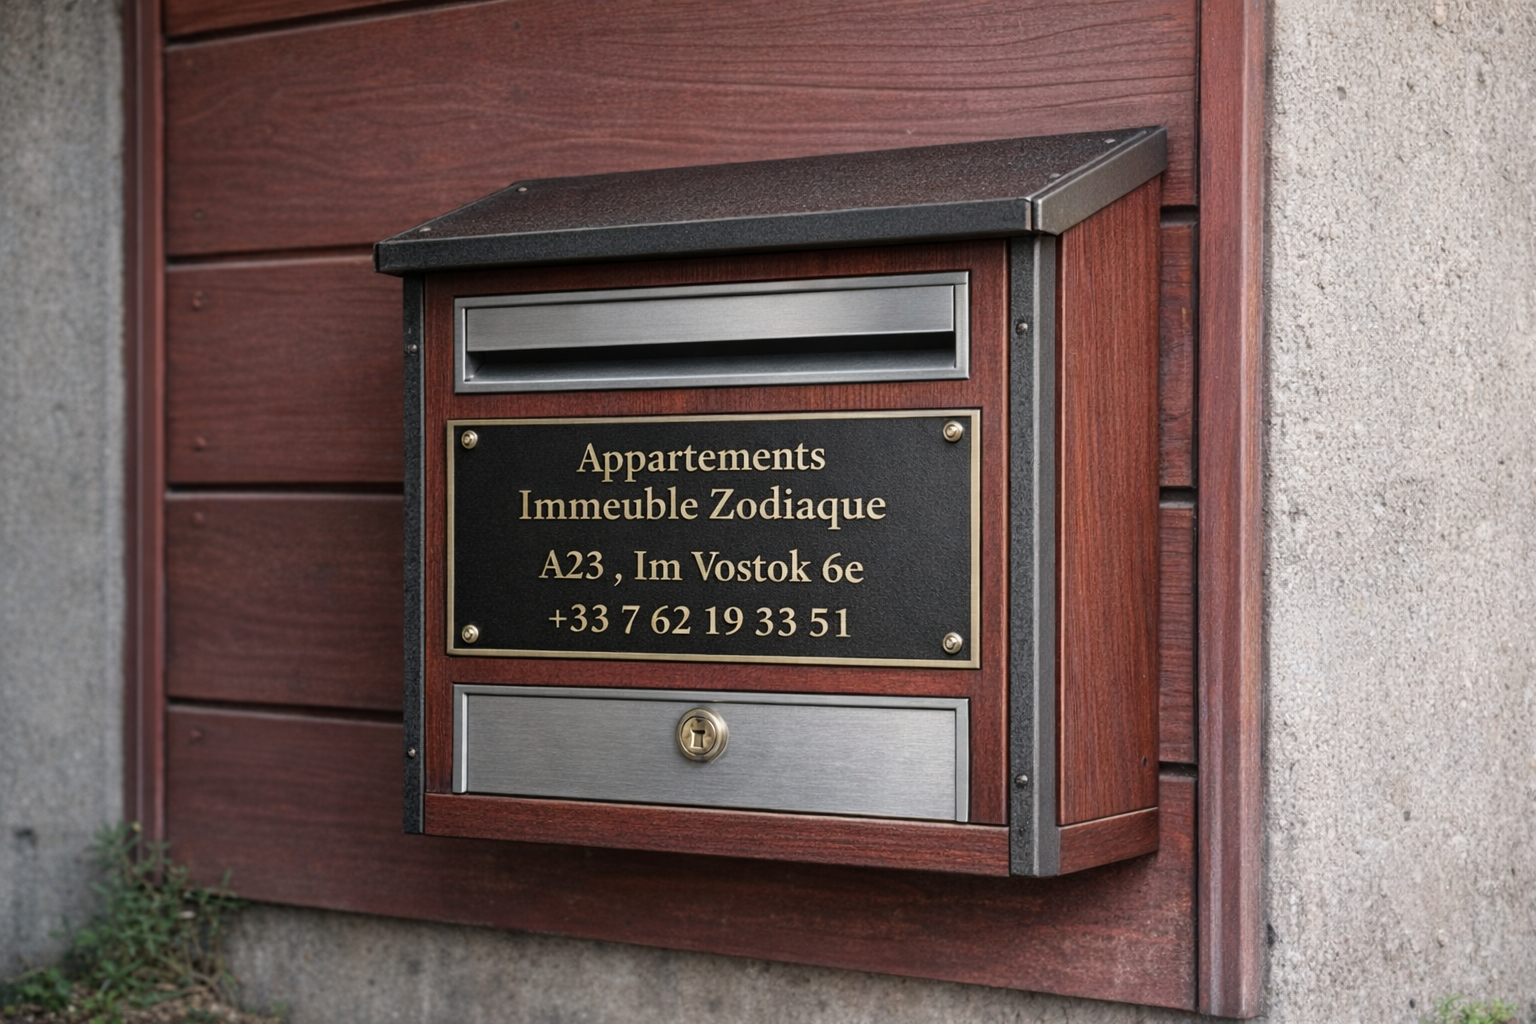 Appartements
Immeuble Zodiaque
A23 , Im Vostok 6e
+33 7 62 19 33 51